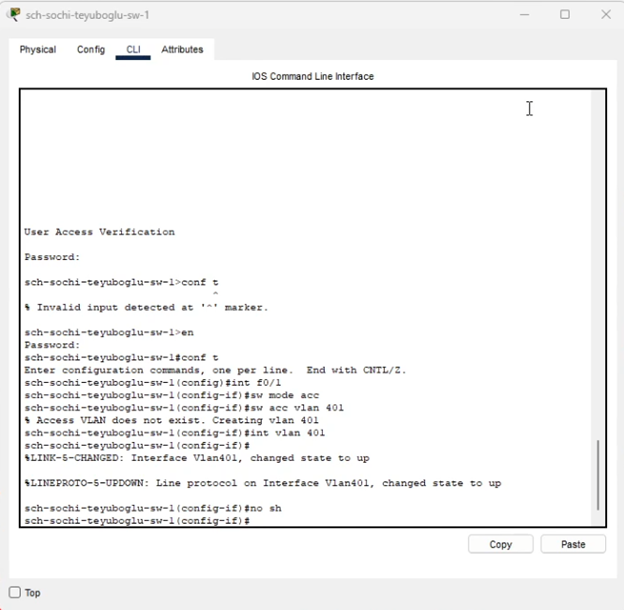 sch-sochi-teyuboglu-sw-1
Physical Config CLI Attributes
IOS Command Line Interface
User Access Verification
Password:
sch-sochi-teyuboglu-sw-1>conf t
^
% Invalid input detected at '^' marker.
sch-sochi-teyuboglu-sw-1>en
Password:
sch-sochi-teyuboglu-sw-1#conf t
Enter configuration commands, one per line.  End with CNTL/Z.
sch-sochi-teyuboglu-sw-1(config)#int f0/1
sch-sochi-teyuboglu-sw-1(config-if)#sw mode acc
sch-sochi-teyuboglu-sw-1(config-if)#sw acc vlan 401
% Access VLAN does not exist. Creating vlan 401
sch-sochi-teyuboglu-sw-1(config-if)#int vlan 401
sch-sochi-teyuboglu-sw-1(config-if)#
%LINK-5-CHANGED: Interface Vlan401, changed state to up
%LINEPROTO-5-UPDOWN: Line protocol on Interface Vlan401, changed state to up
sch-sochi-teyuboglu-sw-1(config-if)#no sh
sch-sochi-teyuboglu-sw-1(config-if)#
Copy Paste
Top